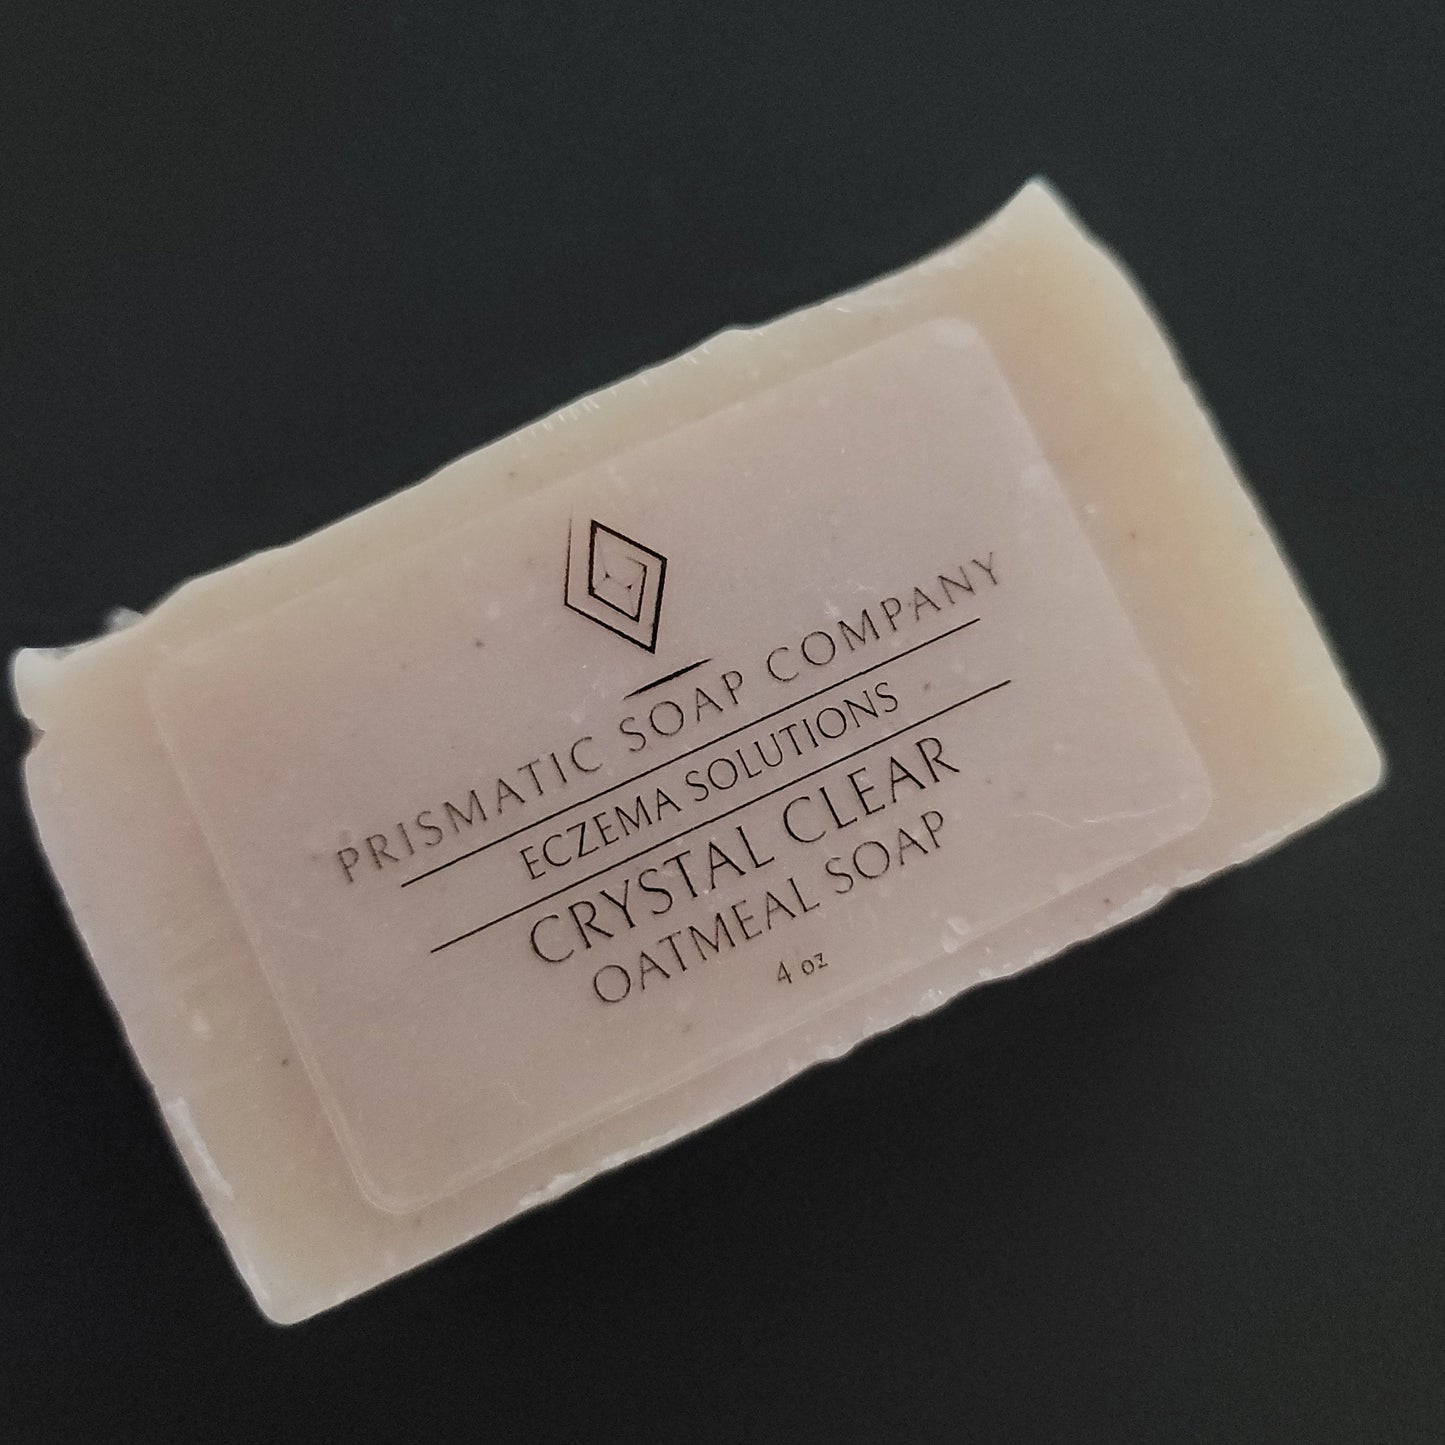 PRISMATIC SOAP COMPANY
ECZEMA SOLUTIONS
CRYSTAL CLEAR
OATMEAL SOAP
4 oz